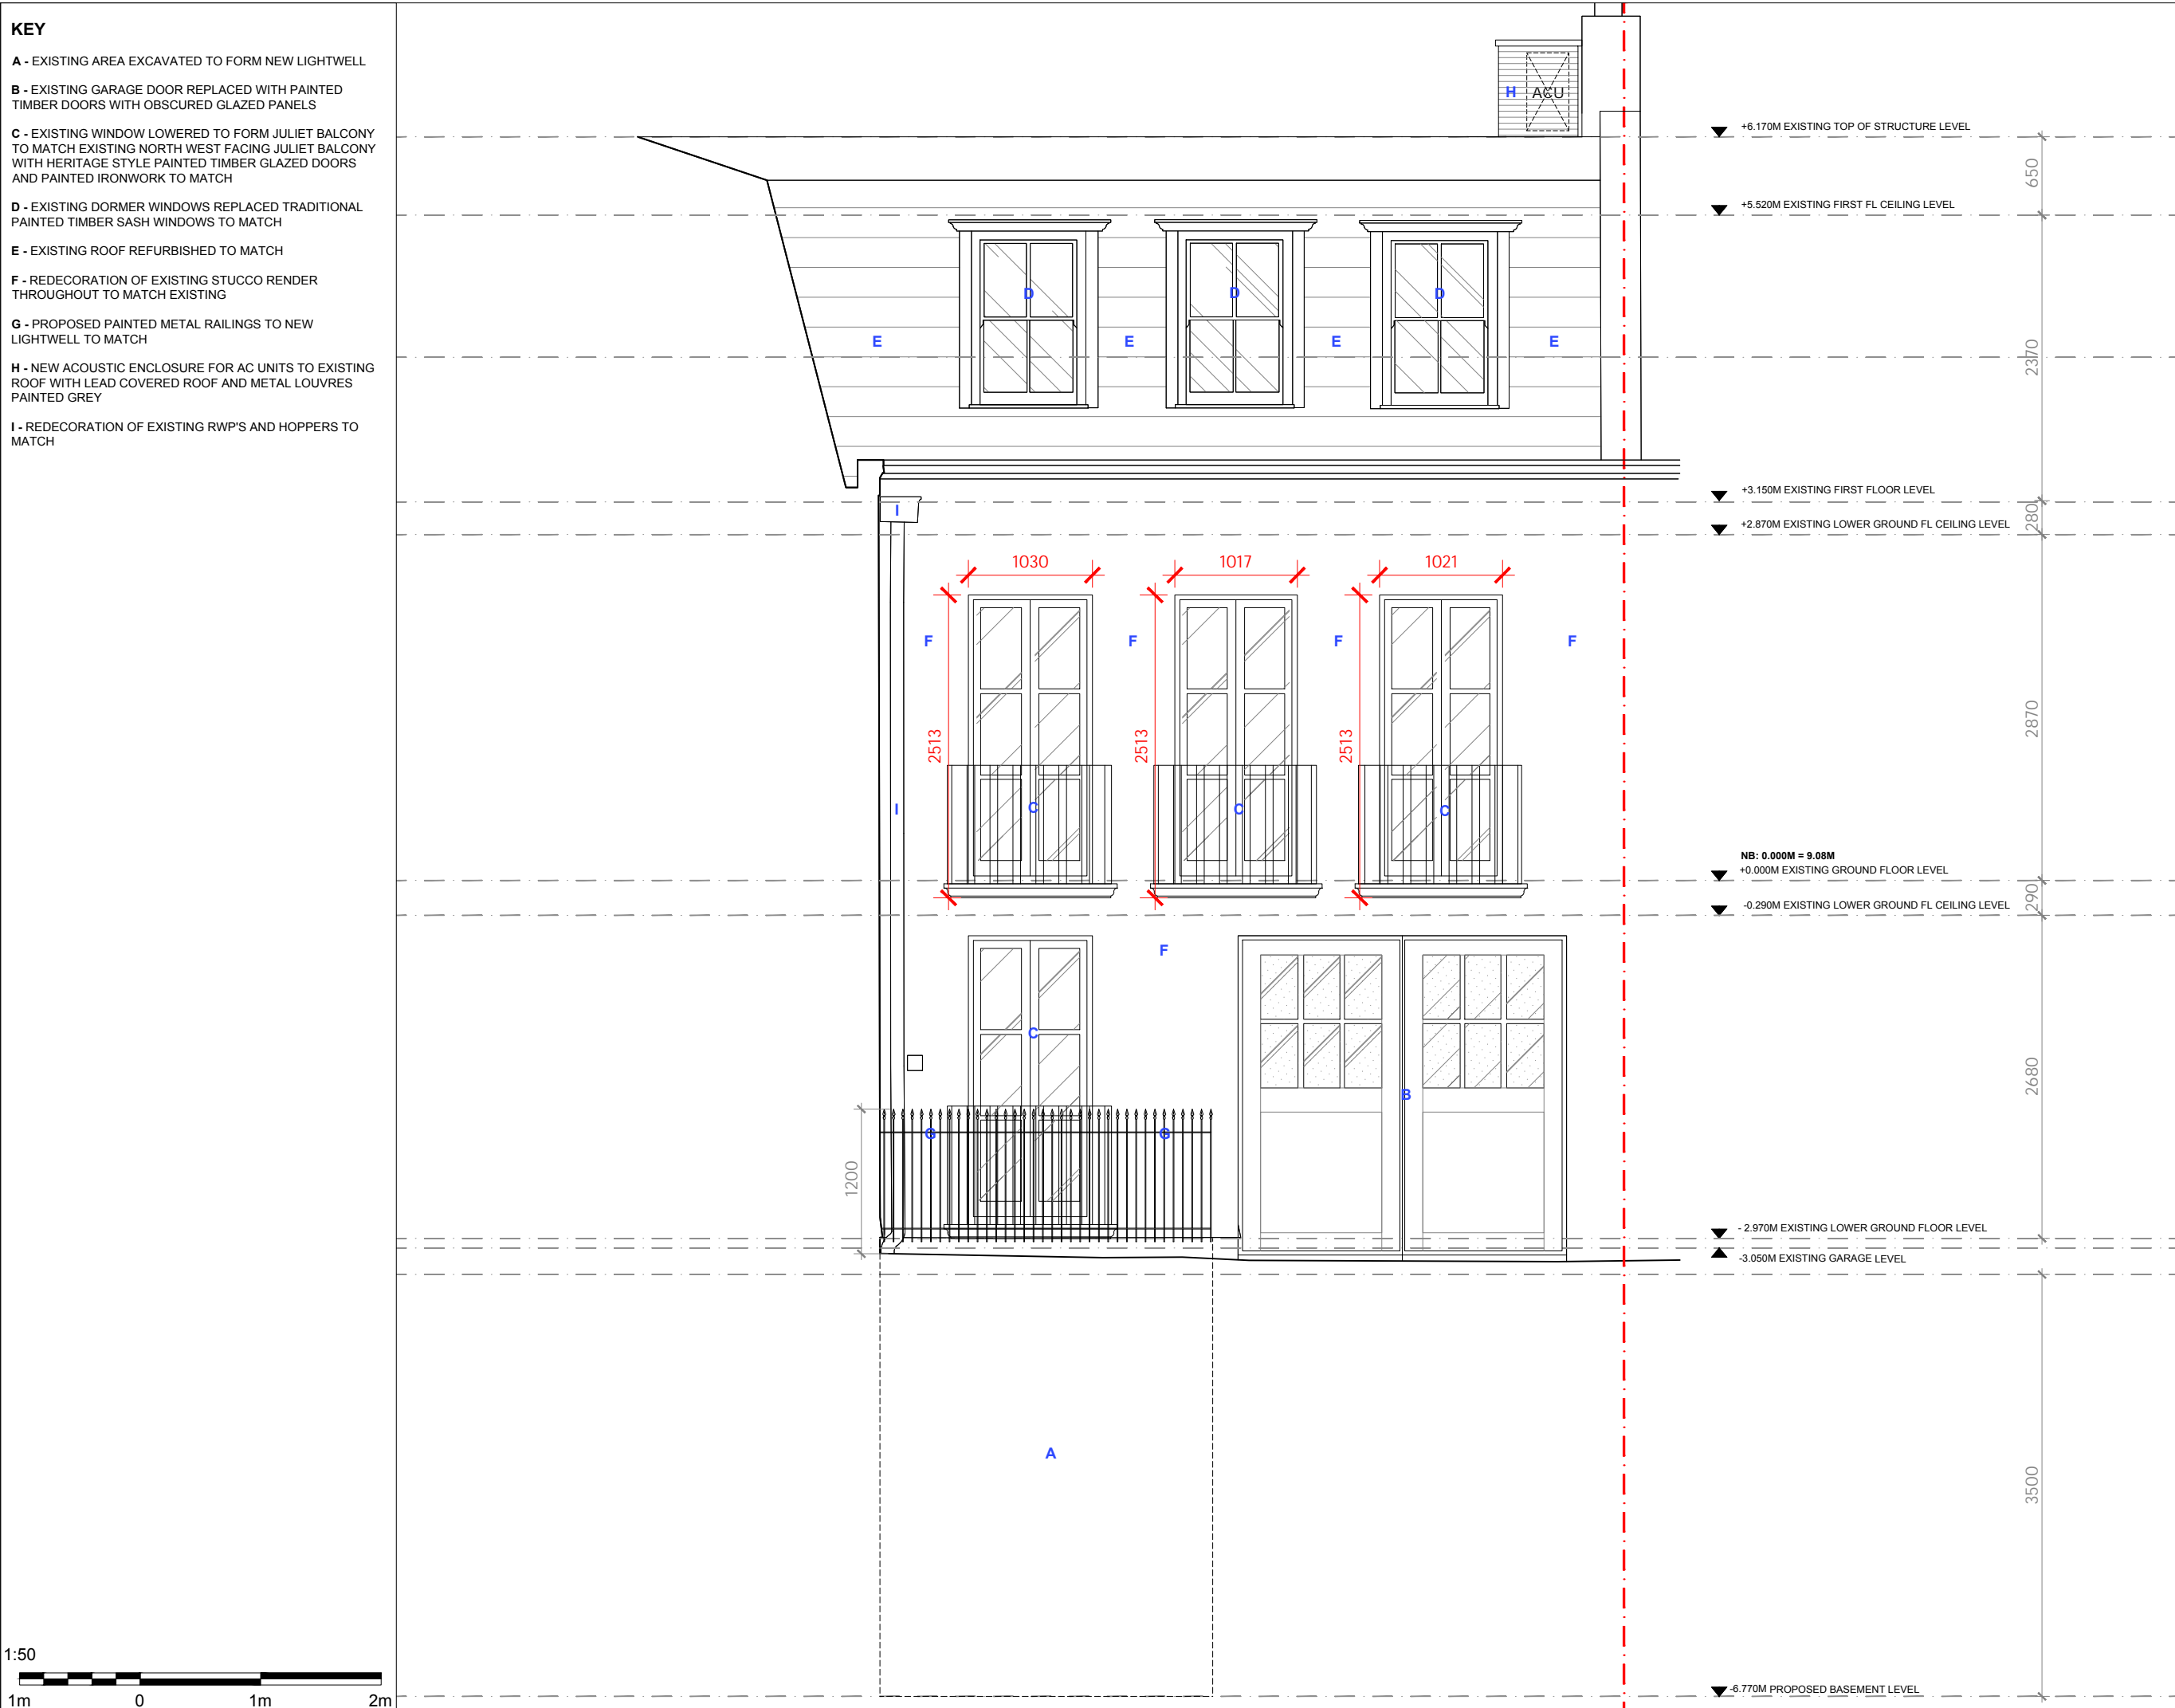 KEY
A - EXISTING AREA EXCAVATED TO FORM NEW LIGHTWELL
B - EXISTING GARAGE DOOR REPLACED WITH PAINTED
TIMBER DOORS WITH OBSCURED GLAZED PANELS
C - EXISTING WINDOW LOWERED TO FORM JULIET BALCONY
TO MATCH EXISTING NORTH WEST FACING JULIET BALCONY
WITH HERITAGE STYLE PAINTED TIMBER GLAZED DOORS
AND PAINTED IRONWORK TO MATCH
D - EXISTING DORMER WINDOWS REPLACED TRADITIONAL
PAINTED TIMBER SASH WINDOWS TO MATCH
E - EXISTING ROOF REFURBISHED TO MATCH
F - REDECORATION OF EXISTING STUCCO RENDER
THROUGHOUT TO MATCH EXISTING
G - PROPOSED PAINTED METAL RAILINGS TO NEW
LIGHTWELL TO MATCH
H - NEW ACOUSTIC ENCLOSURE FOR AC UNITS TO EXISTING
ROOF WITH LEAD COVERED ROOF AND METAL LOUVRES
PAINTED GREY
I - REDECORATION OF EXISTING RWP'S AND HOPPERS TO
MATCH
1:50
1m 0 1m 2m
H ACU
+6.170M EXISTING TOP OF STRUCTURE LEVEL
650
+5.520M EXISTING FIRST FL CEILING LEVEL
D D D
E E E E
2370
+3.150M EXISTING FIRST FLOOR LEVEL
I
280
+2.870M EXISTING LOWER GROUND FL CEILING LEVEL
1030 1017 1021
F F F F
2513 2513 2513
2870
I C C C
NB: 0.000M = 9.08M
+0.000M EXISTING GROUND FLOOR LEVEL
290
-0.290M EXISTING LOWER GROUND FL CEILING LEVEL
F
C
B
2680
G G
1200
- 2.970M EXISTING LOWER GROUND FLOOR LEVEL
-3.050M EXISTING GARAGE LEVEL
A
3500
-6.770M PROPOSED BASEMENT LEVEL